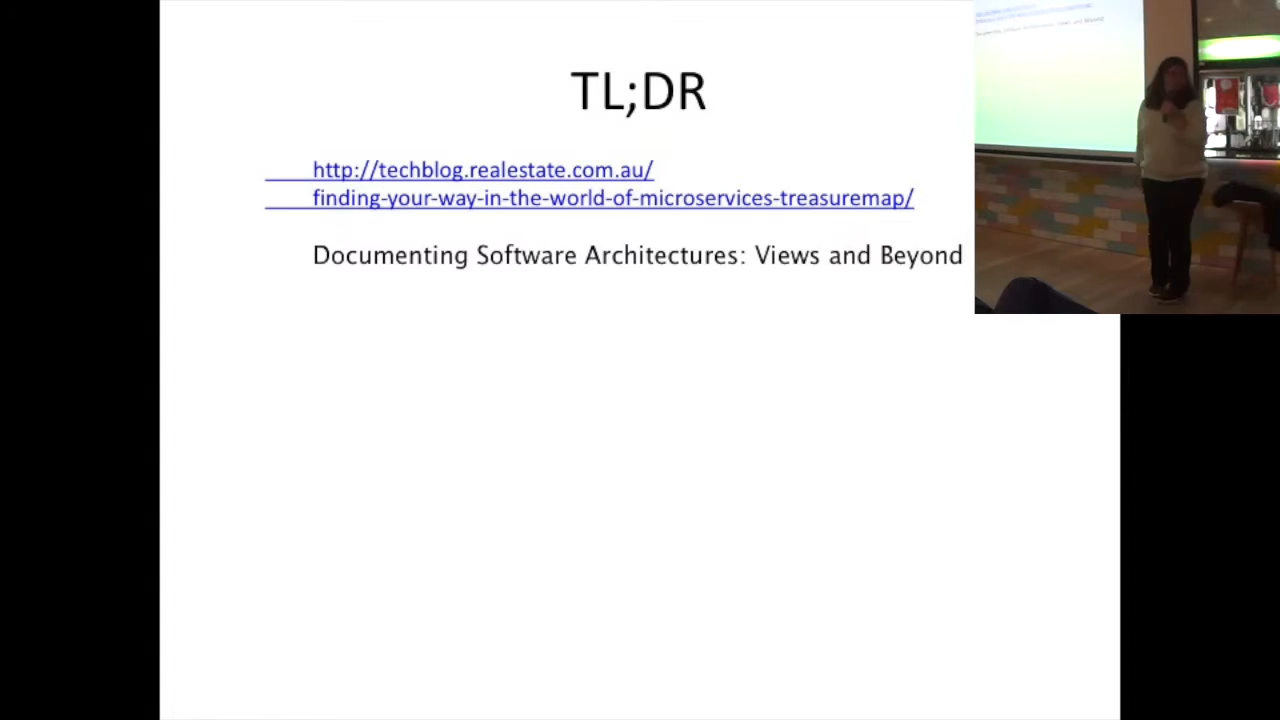 TL;DR
http://techblog.realestate.com.au/
finding-your-way-in-the-world-of-microservices-treasuremap/
Documenting Software Architectures: Views and Beyond